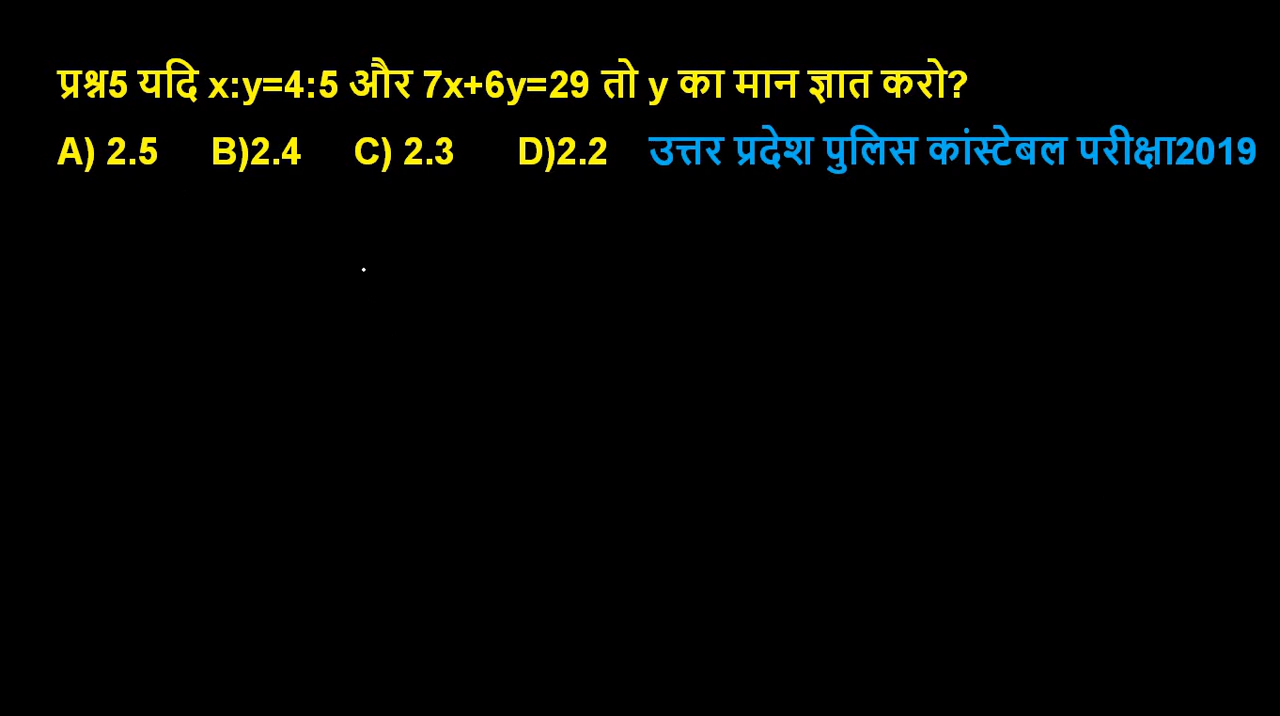 प्रश्न5 यदि x:y=4:5 और 7x+6y=29 तो y का मान ज्ञात करो?
A) 2.5 B)2.4 C) 2.3 D)2.2 उत्तर प्रदेश पुलिस कांस्टेबल परीक्षा2019